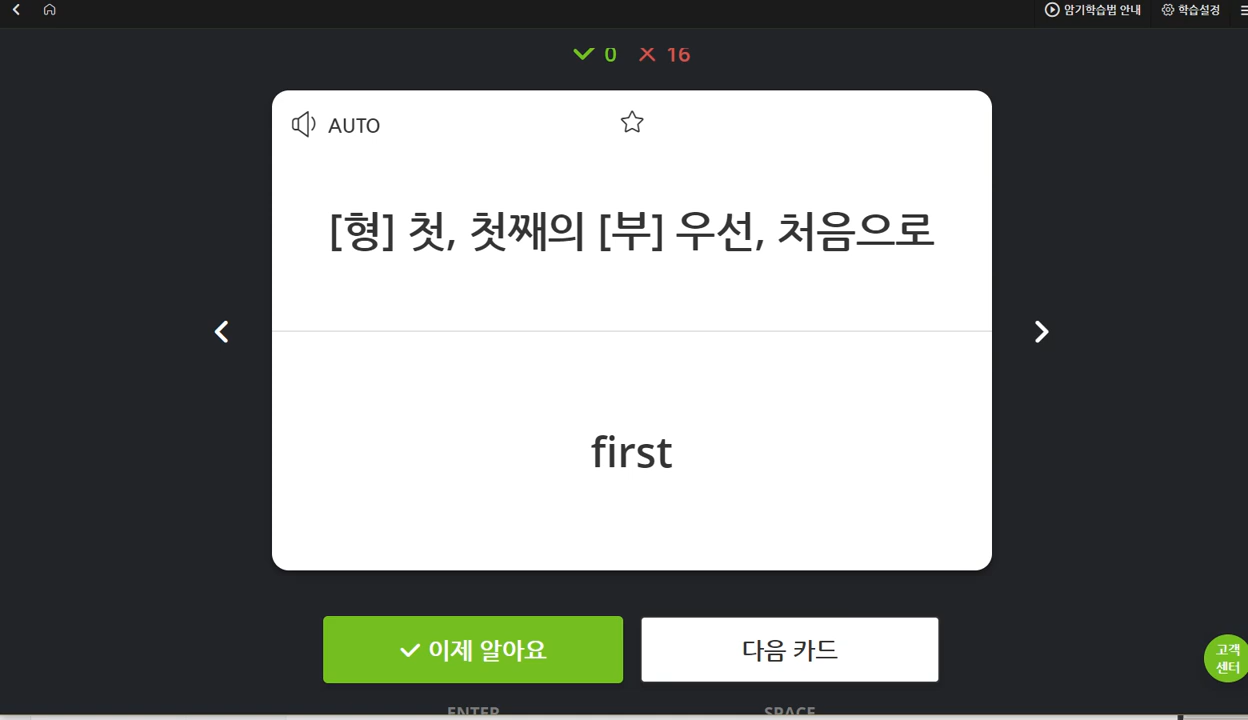 암기학습법 안내 학습설정
0 16
AUTO
[형] 첫, 첫째의 [부] 우선, 처음으로
first
이제 알아요 다음 카드
고객
센터
ENTER SPACE